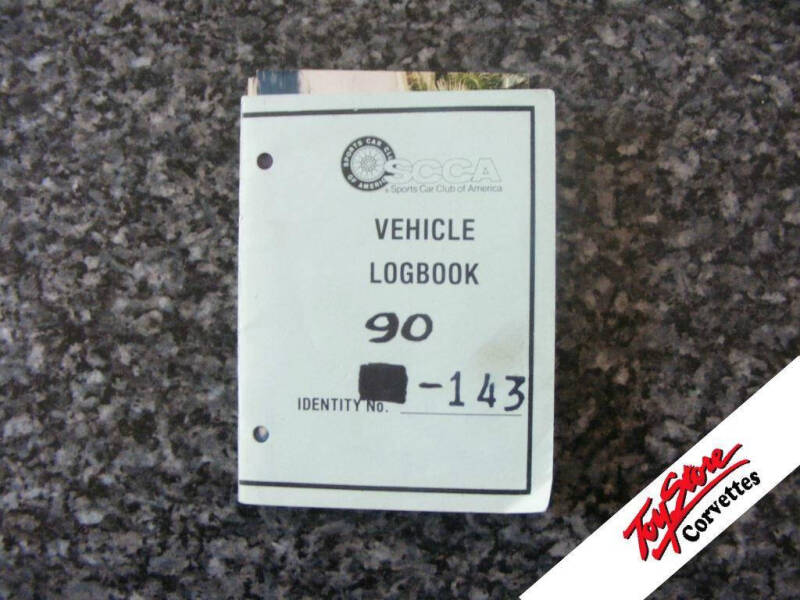 SPORTS CAR CLUB OF AMERICA
SCCA
Sports Car Club of America
VEHICLE
LOGBOOK
90
-143
IDENTITY No.
Toy Store
Corvettes